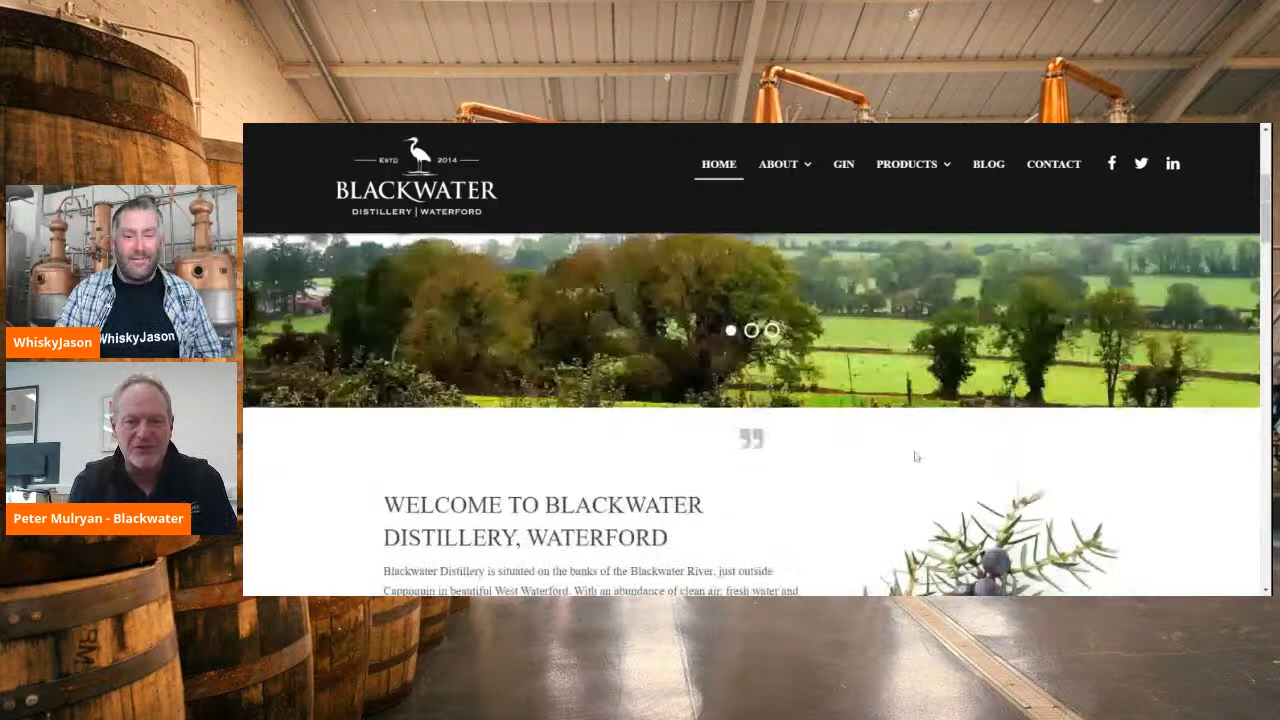 ESTD 2014
BLACKWATER
DISTILLERY | WATERFORD
HOME ABOUT GIN PRODUCTS BLOG CONTACT
WhiskyJason
WhiskyJason
Peter Mulryan - Blackwater
WELCOME TO BLACKWATER
DISTILLERY, WATERFORD
Blackwater Distillery is situated on the banks of the Blackwater River, just outside
Cappoquin in beautiful West Waterford. With an abundance of clean air, fresh water and